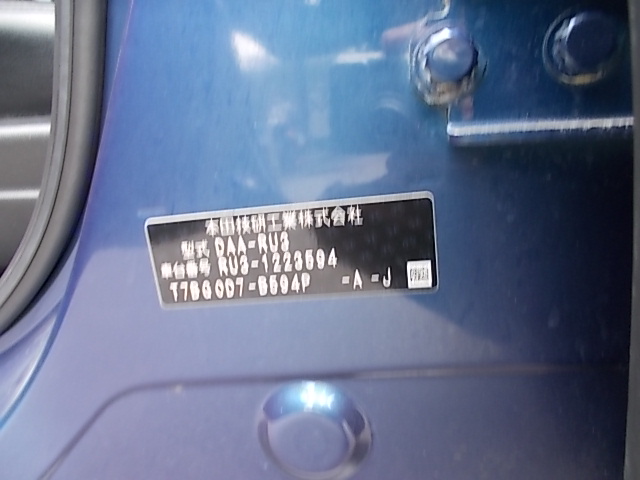 本田技研工業株式会社
型式 DAA-RU3
車台番号 RU3-1223594
T7BG0D7-B594P -A -J